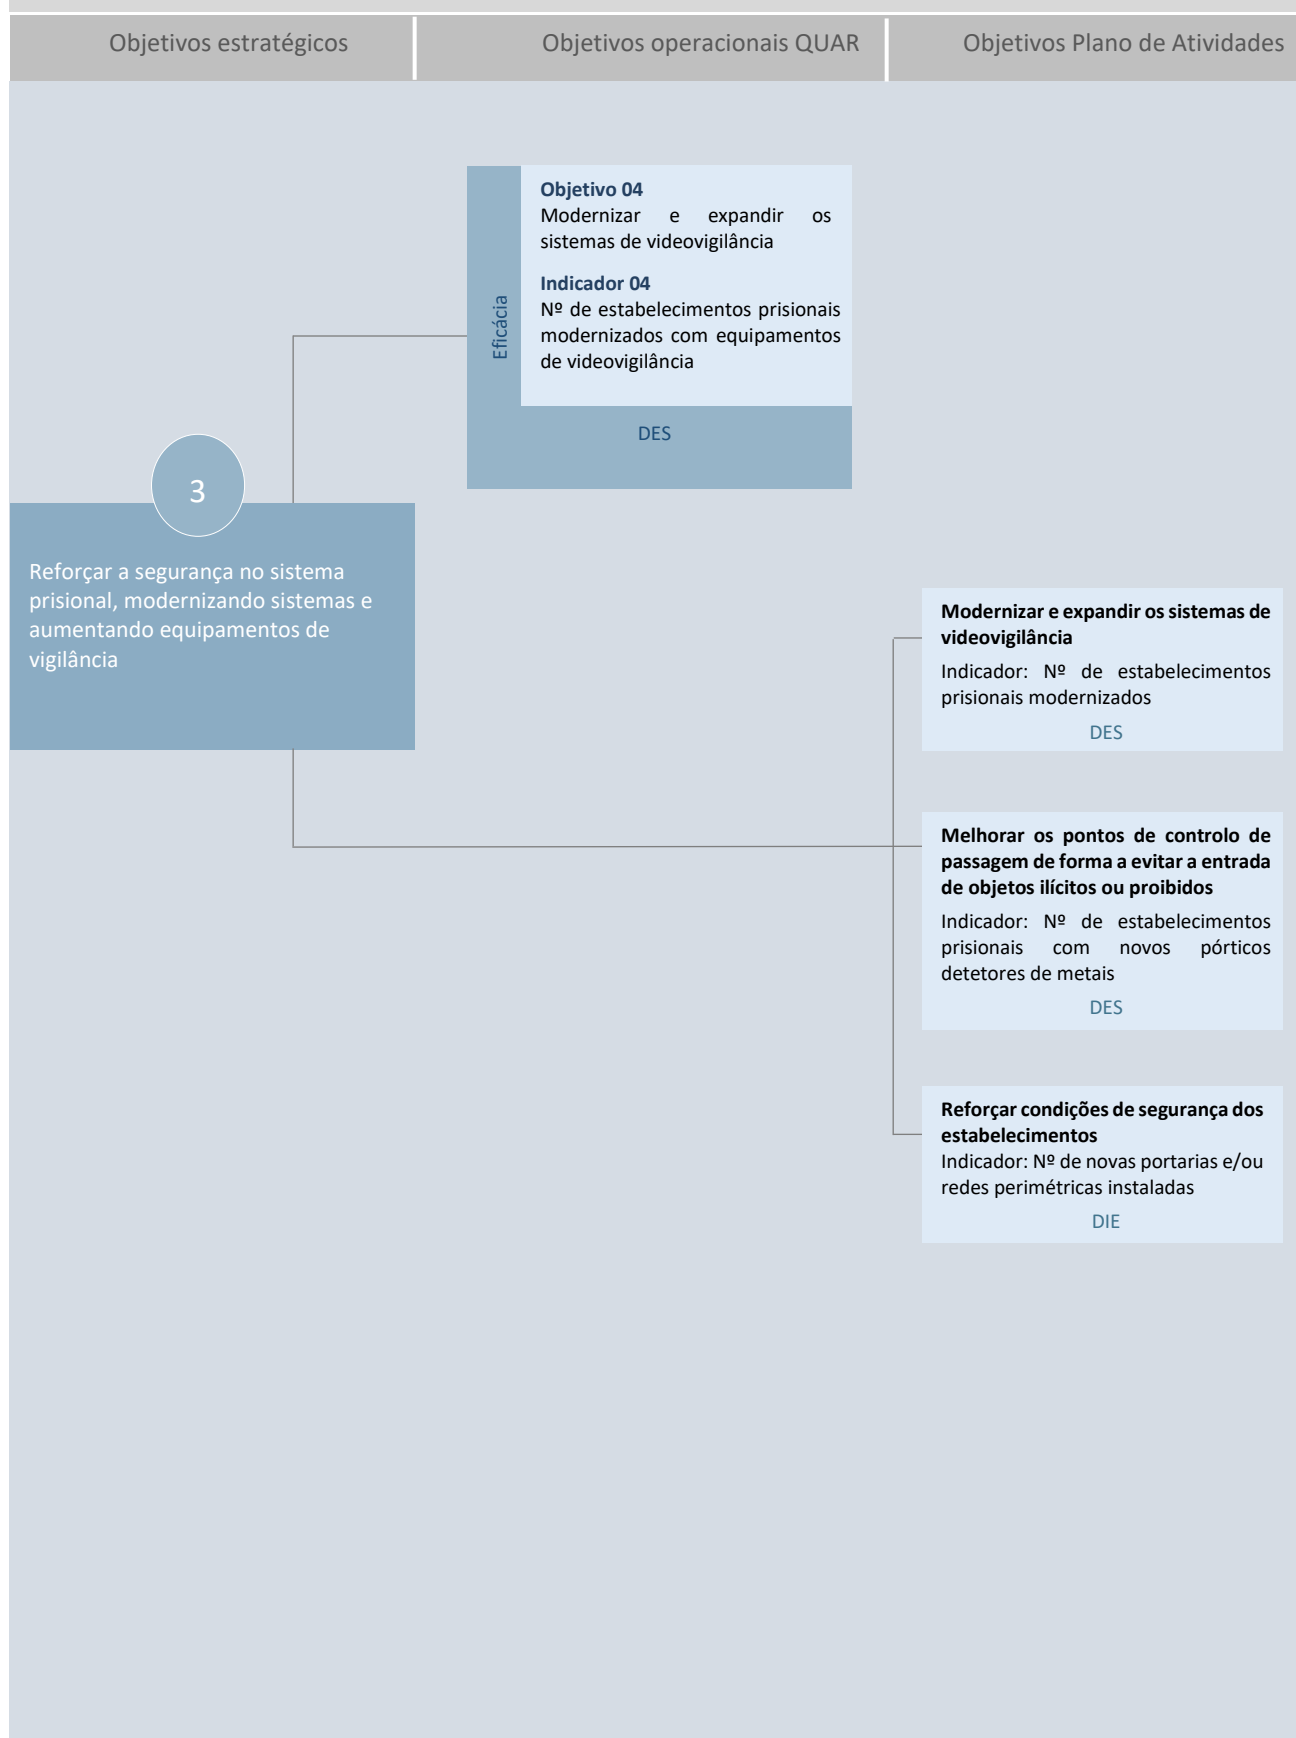 Objetivos estratégicos
Objetivos operacionais QUAR
Objetivos Plano de Atividades
Eficácia
Objetivo 04
Modernizar e expandir os
sistemas de videovigilância
Indicador 04
Nº de estabelecimentos prisionais
modernizados com equipamentos
de videovigilância
DES
3
Reforçar a segurança no sistema
prisional, modernizando sistemas e
aumentando equipamentos de
vigilância
Modernizar e expandir os sistemas de
videovigilância
Indicador: Nº de estabelecimentos
prisionais modernizados
DES
Melhorar os pontos de controlo de
passagem de forma a evitar a entrada
de objetos ilícitos ou proibidos
Indicador: Nº de estabelecimentos
prisionais com novos pórticos
detetores de metais
DES
Reforçar condições de segurança dos
estabelecimentos
Indicador: Nº de novas portarias e/ou
redes perimétricas instaladas
DIE